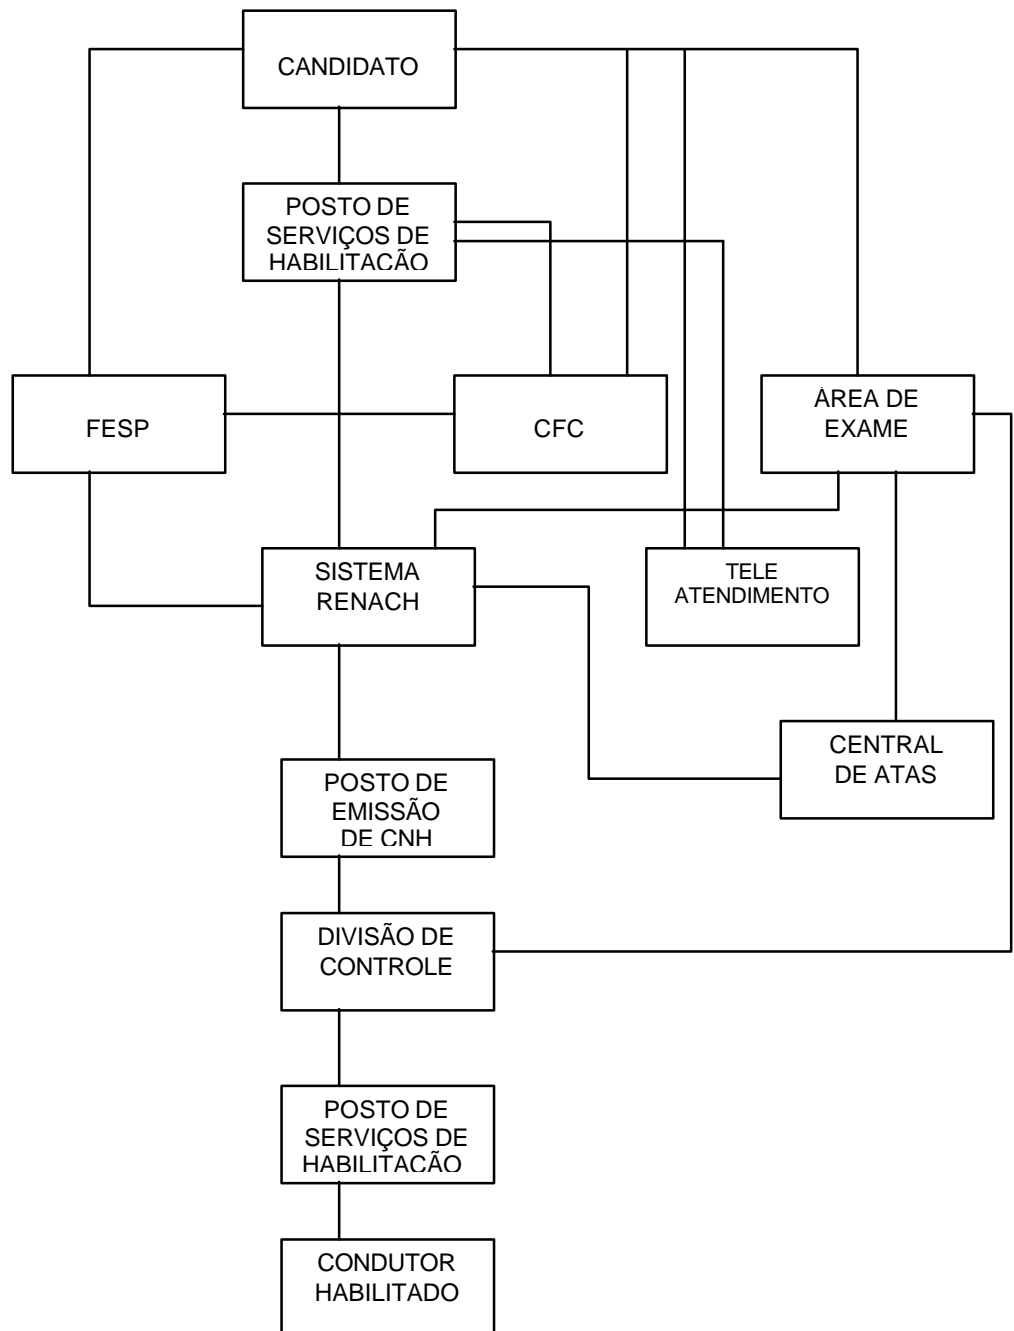 CANDIDATO
POSTO DE
SERVIÇOS DE
HABILITAÇÃO
FESP
CFC
ÁREA DE
EXAME
SISTEMA
RENACH
TELE
ATENDIMENTO
CENTRAL
DE ATAS
POSTO DE
EMISSÃO
DE CNH
DIVISÃO DE
CONTROLE
POSTO DE
SERVIÇOS DE
HABILITAÇÃO
CONDUTOR
HABILITADO